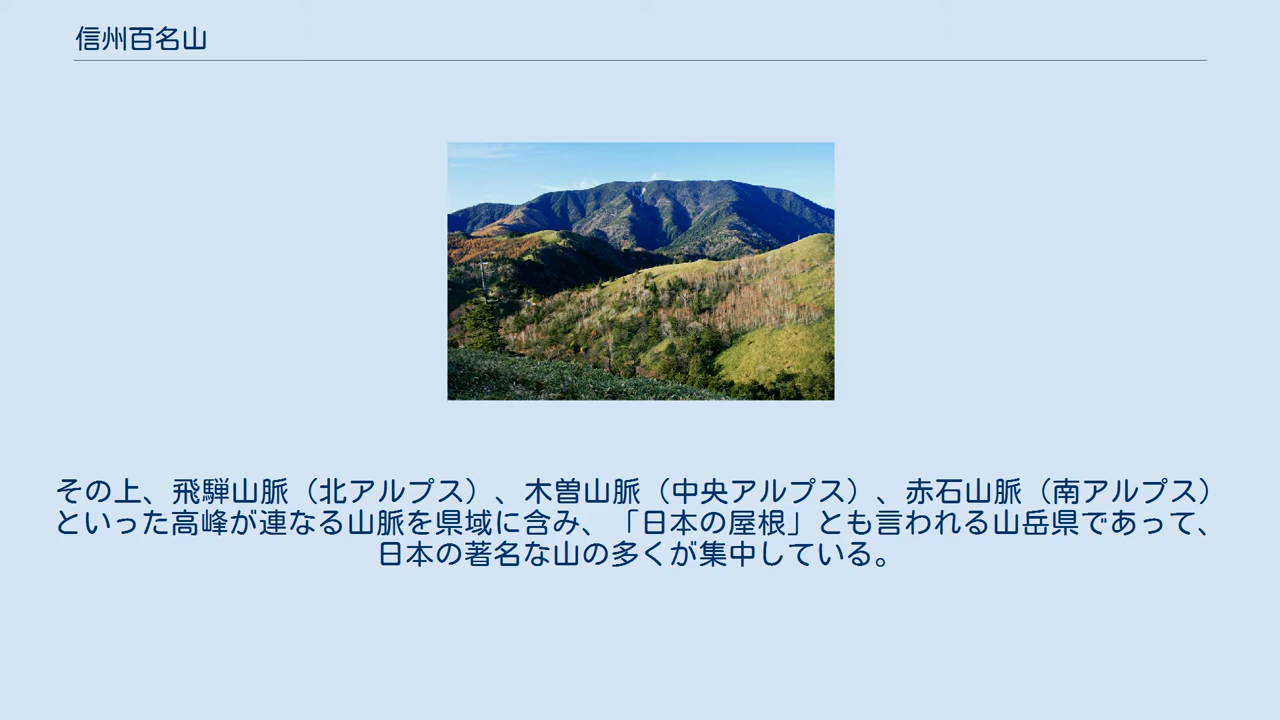 信州百名山
その上、飛騨山脈（北アルプス）、木曽山脈（中央アルプス）、赤石山脈（南アルプス）
といった高峰が連なる山脈を県域に含み、「日本の屋根」とも言われる山岳県であって、
日本の著名な山の多くが集中している。